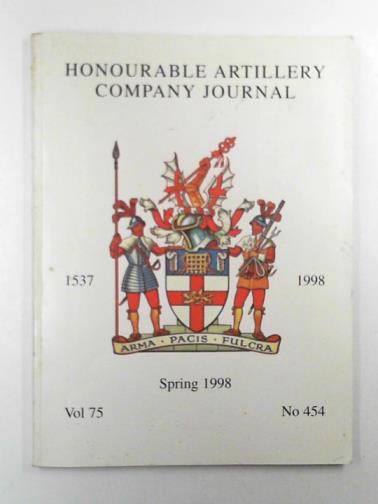 HONOURABLE ARTILLERY
COMPANY JOURNAL
1537 1998
ARMA · PACIS · FULCRA
Spring 1998
Vol 75 No 454